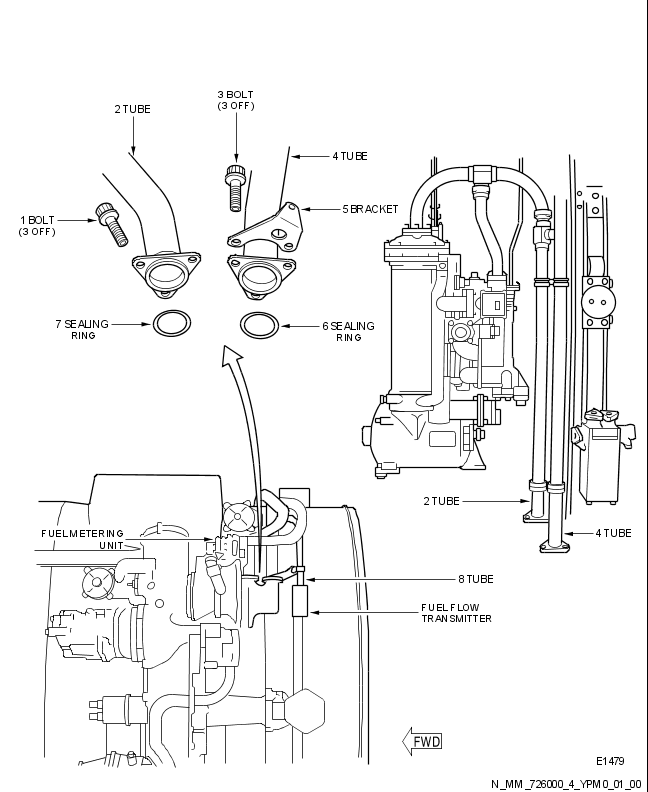 3 BOLT
(3 OFF)
2 TUBE
4 TUBE
5 BRACKET
1 BOLT
(3 OFF)
7 SEALING
RING
6 SEALING
RING
2 TUBE
4 TUBE
FUEL METERING
UNIT
8 TUBE
FUEL FLOW
TRANSMITTER
FWD
E1479
N_MM_726000_4_YPM0_01_00